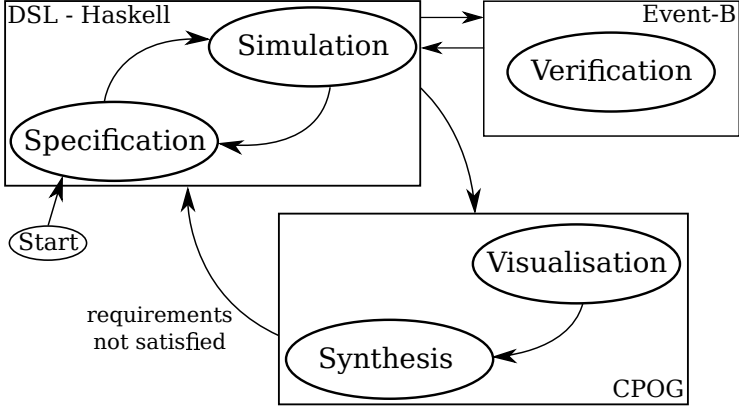 DSL - Haskell
Event-B
Simulation
Verification
Specification
Start
Visualisation
requirements
not satisfied
Synthesis
CPOG